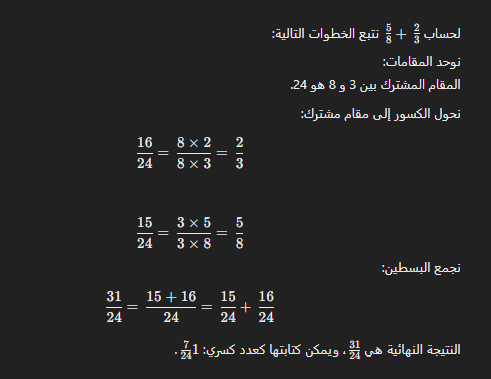 لحساب 2/3 + 5/8 نتبع الخطوات التالية:
نوحد المقامات:
المقام المشترك بين 3 و 8 هو 24.
نحول الكسور إلى مقام مشترك:
2/3 = (8 × 2)/(8 × 3) = 16/24
5/8 = (3 × 5)/(3 × 8) = 15/24
نجمع البسطين:
16/24 + 15/24 = (15 + 16)/24 = 31/24
النتيجة النهائية هي 31/24، ويمكن كتابتها كعدد كسري: 1 7/24.